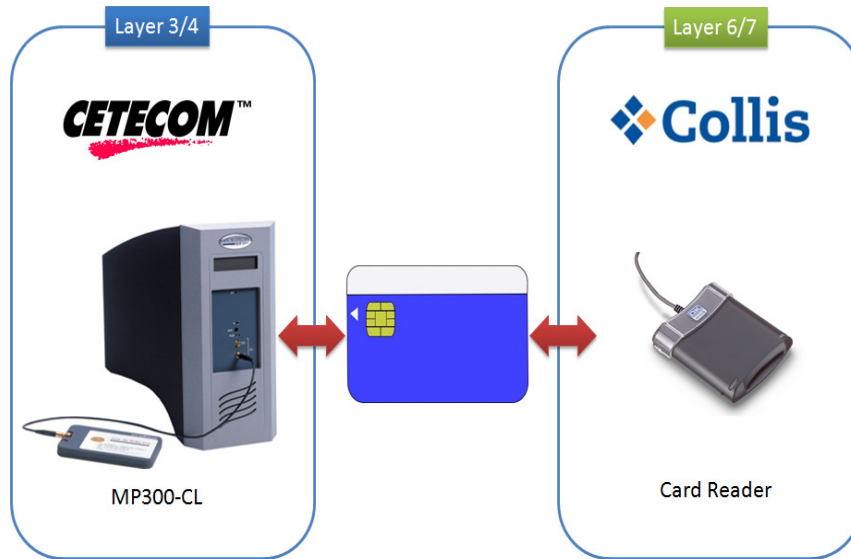 Layer 3/4
Layer 6/7
CETECOM™
Collis
MP300-CL
Card Reader